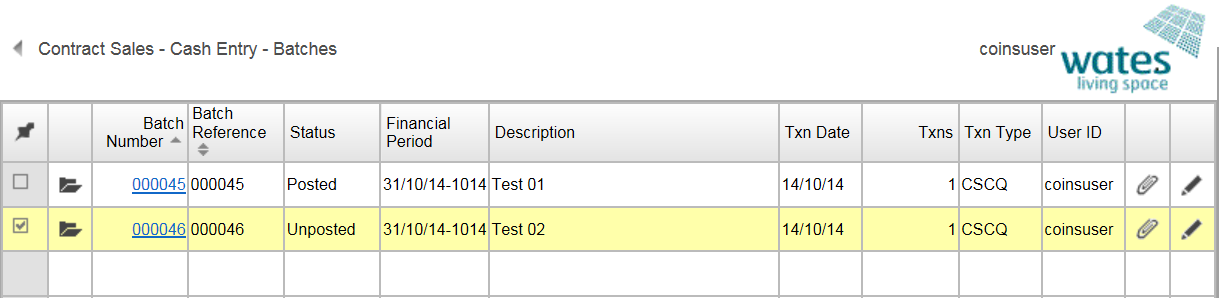 Contract Sales - Cash Entry - Batches
coinsuser
wates
living space
Batch Number
Batch Reference
Status
Financial Period
Description
Txn Date
Txns
Txn Type
User ID
000045 000045 Posted 31/10/14-1014 Test 01 14/10/14 1 CSCQ coinsuser
000046 000046 Unposted 31/10/14-1014 Test 02 14/10/14 1 CSCQ coinsuser